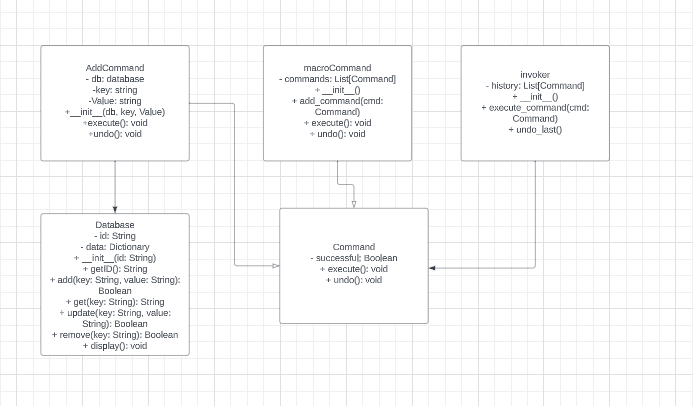 AddCommand
- db: database
-key: string
-Value: string
+__init__(db, key, Value)
+execute(): void
+undo(): void
macroCommand
- commands: List[Command]
+ __init__()
+ add_command(cmd:
Command)
+ execute(): void
+ undo(): void
invoker
- history: List[Command]
+ __init__()
+ execute_command(cmd:
Command)
+ undo_last()
Database
- id: String
- data: Dictionary
+ __init__(id: String)
+ getID(): String
+ add(key: String, value: String):
Boolean
+ get(key: String): String
+ update(key: String, value:
String): Boolean
+ remove(key: String): Boolean
+ display(): void
Command
- successful: Boolean
+ execute(): void
+ undo(): void